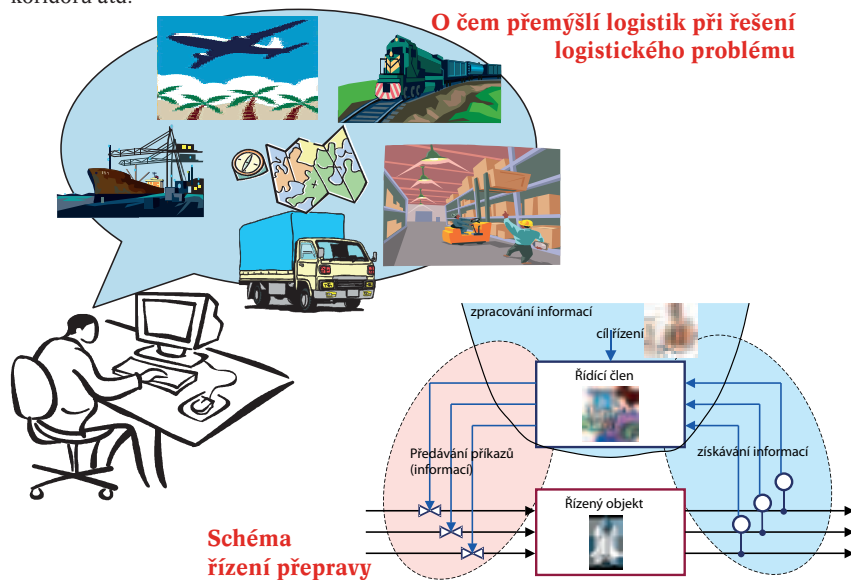 O čem přemýšlí logistik při řešení
logistického problému
zpracování informací
cíl řízení
Řídící člen
Předávání příkazů
(informací)
získávání informací
Řízený objekt
Schéma
řízení přepravy